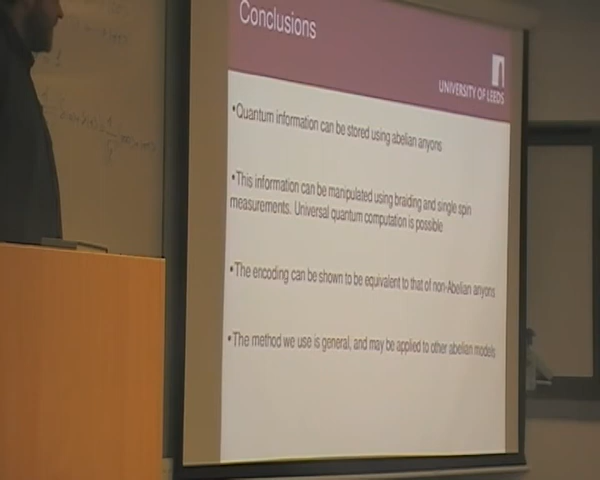 Conclusions
UNIVERSITY OF LEEDS
•Quantum information can be stored using abelian anyons
•This information can be manipulated using braiding and single spin
measurements. Universal quantum computation is possible
•The encoding can be shown to be equivalent to that of non-Abelian anyons
•The method we use is general, and may be applied to other abelian models